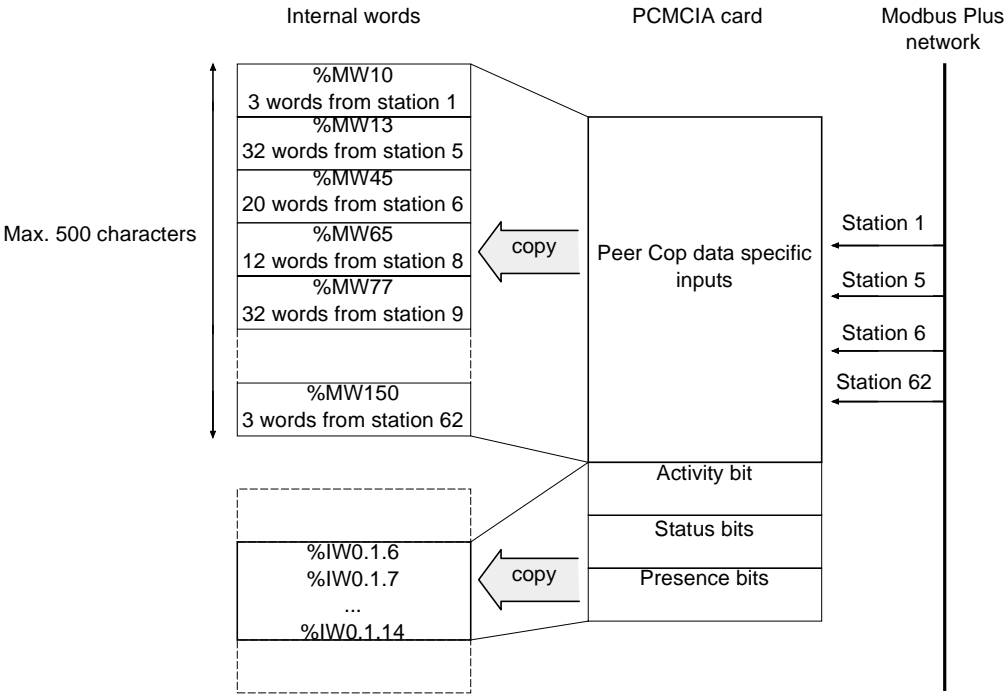 Internal words
PCMCIA card
Modbus Plus
network
%MW10
3 words from station 1
%MW13
32 words from station 5
%MW45
20 words from station 6
%MW65
12 words from station 8
%MW77
32 words from station 9
%MW150
3 words from station 62
Max. 500 characters
copy
Peer Cop data specific
inputs
Station 1
Station 5
Station 6
Station 62
Activity bit
Status bits
Presence bits
%IW0.1.6
%IW0.1.7
...
%IW0.1.14
copy